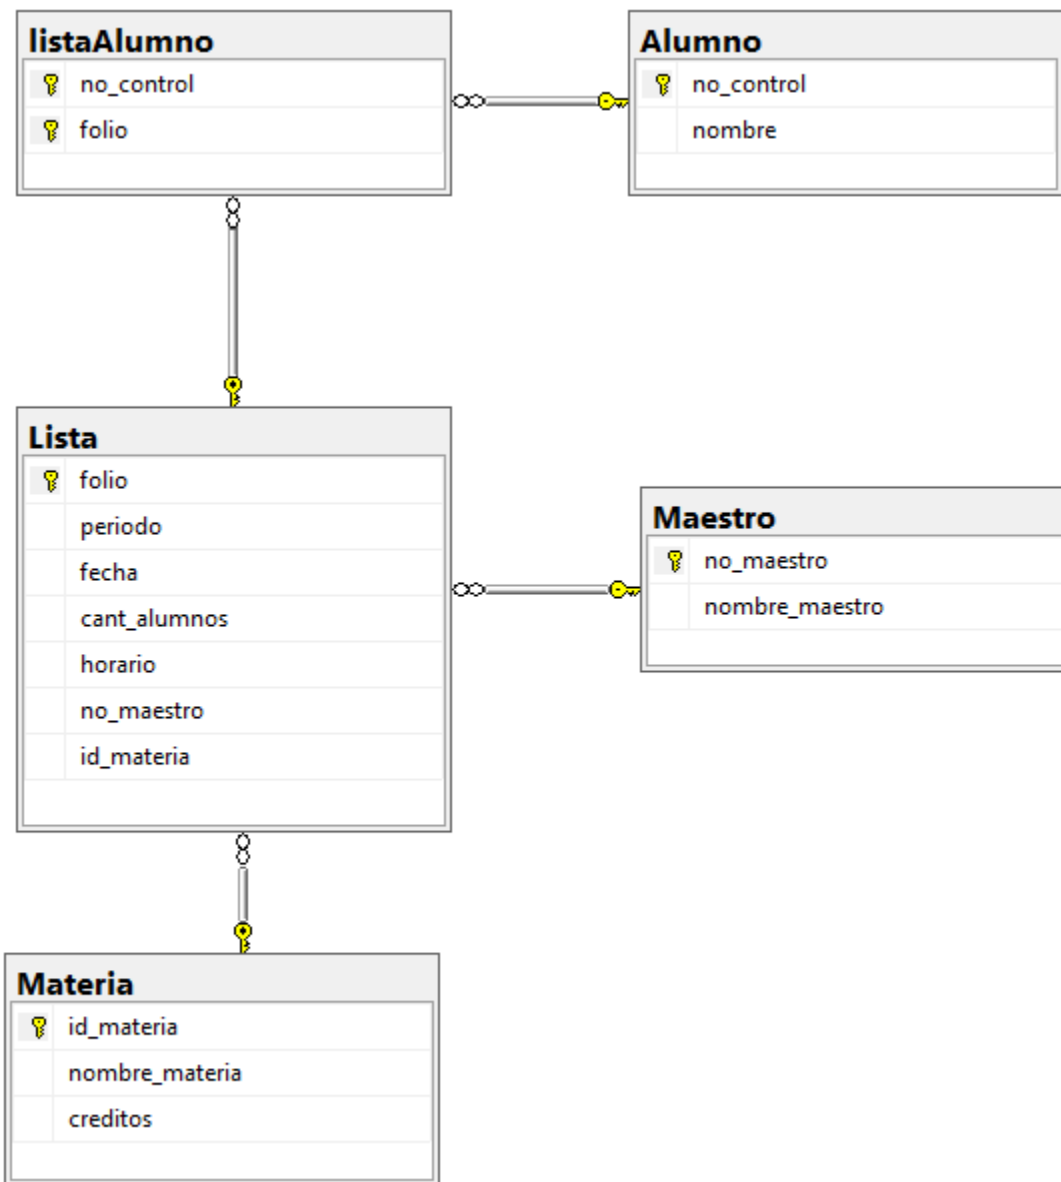 listaAlumno
no_control
folio
Alumno
no_control
nombre
Lista
folio
periodo
fecha
cant_alumnos
horario
no_maestro
id_materia
Maestro
no_maestro
nombre_maestro
Materia
id_materia
nombre_materia
creditos